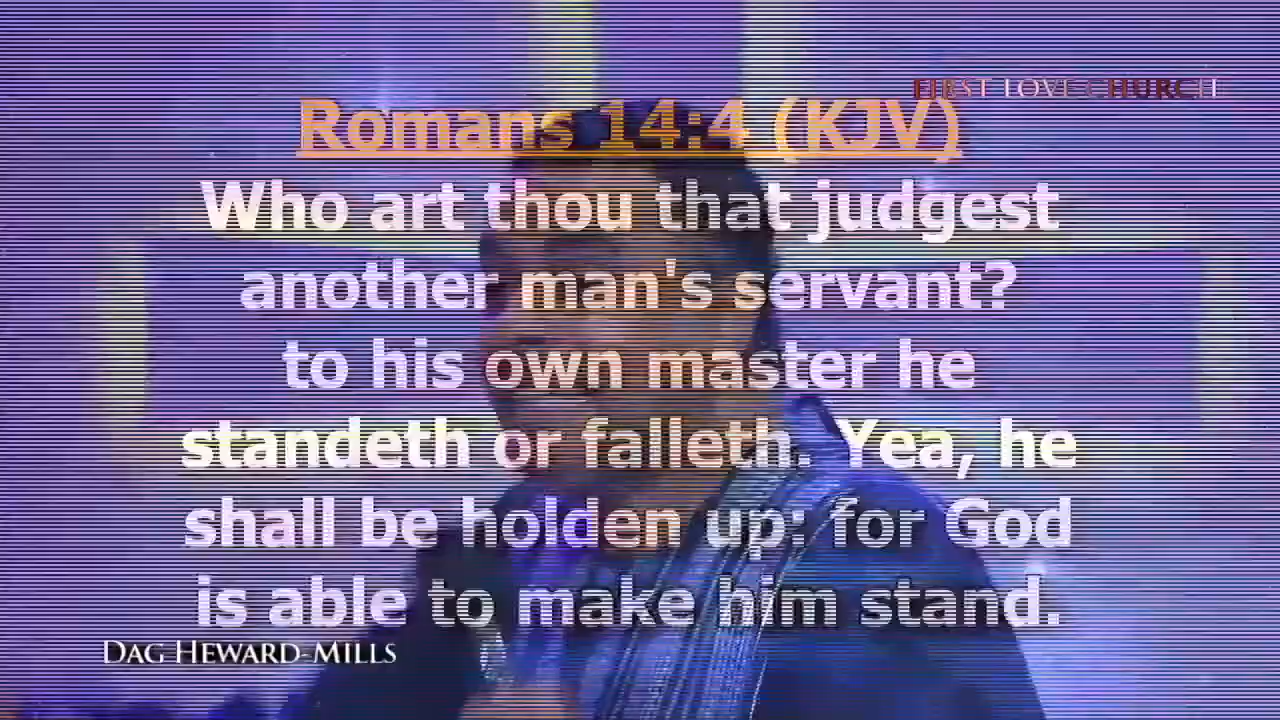 FIRST LOVE CHURCH
Romans 14:4 (KJV)
Who art thou that judgest
another man's servant?
to his own master he
standeth or falleth. Yea, he
shall be holden up: for God
is able to make him stand.
DAG HEWARD-MILLS